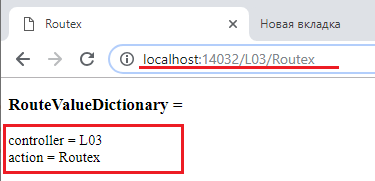 Routex
Новая вкладка
localhost:14032/L03/Routex
RouteValueDictionary =
controller = L03
action = Routex